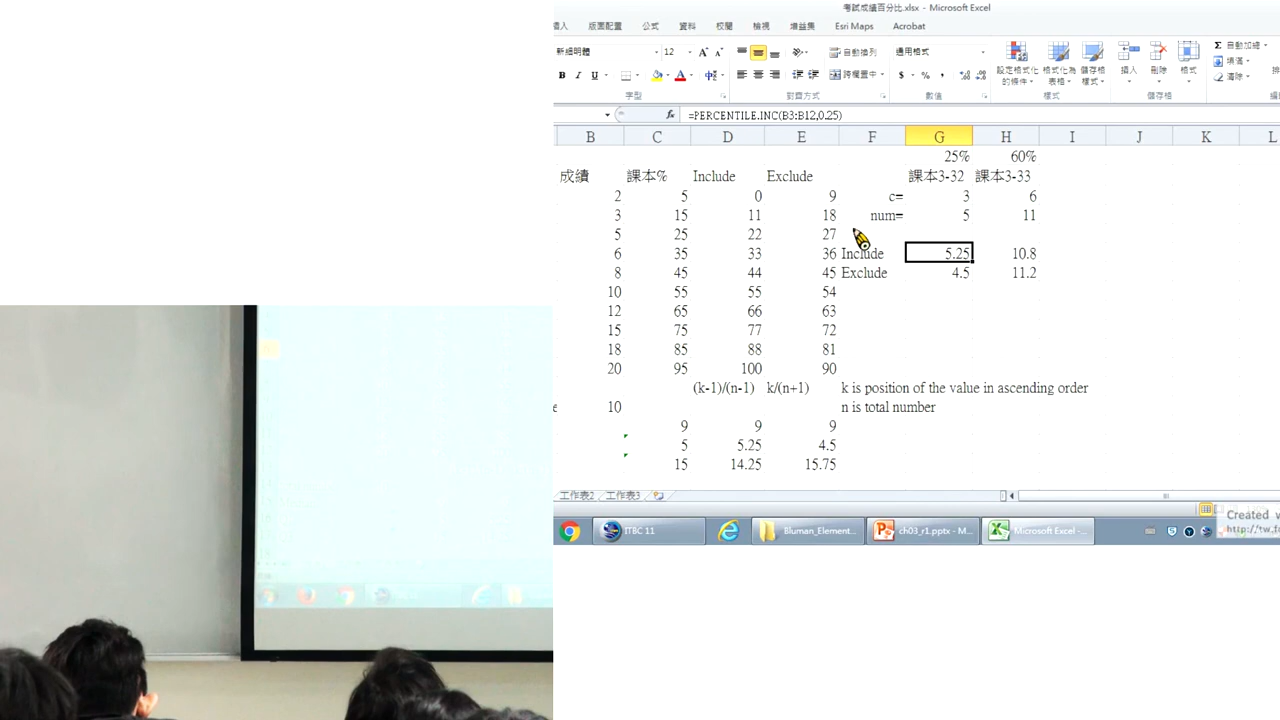 考試成績百分比.xlsx - Microsoft Excel
插入 版面配置 公式 資料 校閱 檢視 增益集 Esri Maps Acrobat
新細明體 12 A A 自動換列 通用格式 Σ 自動加總
B I U A 跨欄置中 $ % , 設定格式化的條件 格式化為表格 儲存格樣式 插入 刪除 格式 填滿 清除
字型 對齊方式 數值 樣式 儲存格
fx =PERCENTILE.INC(B3:B12,0.25)
B C D E F G H I J K L
25% 60%
成績 課本% Include Exclude 課本3-32 課本3-33
2 5 0 9 c= 3 6
3 15 11 18 num= 5 11
5 25 22 27
6 35 33 36 Include 5.25 10.8
8 45 44 45 Exclude 4.5 11.2
10 55 55 54
12 65 66 63
15 75 77 72
18 85 88 81
20 95 100 90
(k-1)/(n-1) k/(n+1) k is position of the value in ascending order
10 n is total number
9 9 9
5 5.25 4.5
15 14.25 15.75
工作表2 工作表3
ITBC 11 Bluman_Element... ch03_r1.pptx - M... Microsoft Excel -...
Created
http://tw.fo